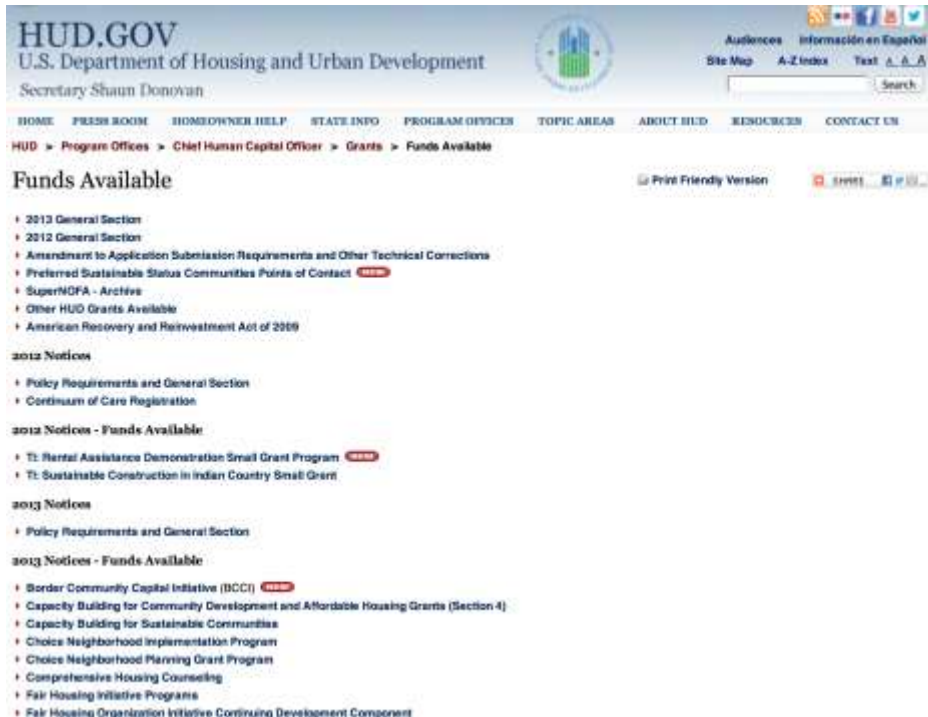 HUD.GOV
U.S. Department of Housing and Urban Development
Secretary Shaun Donovan
Audiences Información en Español
Site Map A-Z Index Text A A A
Search
HOME PRESS ROOM HOMEOWNER HELP STATE INFO PROGRAM OFFICES TOPIC AREAS ABOUT HUD RESOURCES CONTACT US
HUD > Program Offices > Chief Human Capital Officer > Grants > Funds Available
Funds Available
Print Friendly Version
SHARE
2013 General Section
2012 General Section
Amendment to Application Submission Requirements and Other Technical Corrections
Preferred Sustainable Status Communities Points of Contact NEW
SuperNOFA - Archive
Other HUD Grants Available
American Recovery and Reinvestment Act of 2009
2012 Notices
Policy Requirements and General Section
Continuum of Care Registration
2012 Notices - Funds Available
TI: Rental Assistance Demonstration Small Grant Program NEW
TI: Sustainable Construction in Indian Country Small Grant
2013 Notices
Policy Requirements and General Section
2013 Notices - Funds Available
Border Community Capital Initiative (BCCI) NEW
Capacity Building for Community Development and Affordable Housing Grants (Section 4)
Capacity Building for Sustainable Communities
Choice Neighborhood Implementation Program
Choice Neighborhood Planning Grant Program
Comprehensive Housing Counseling
Fair Housing Initiative Programs
Fair Housing Organization Initiative Continuing Development Component